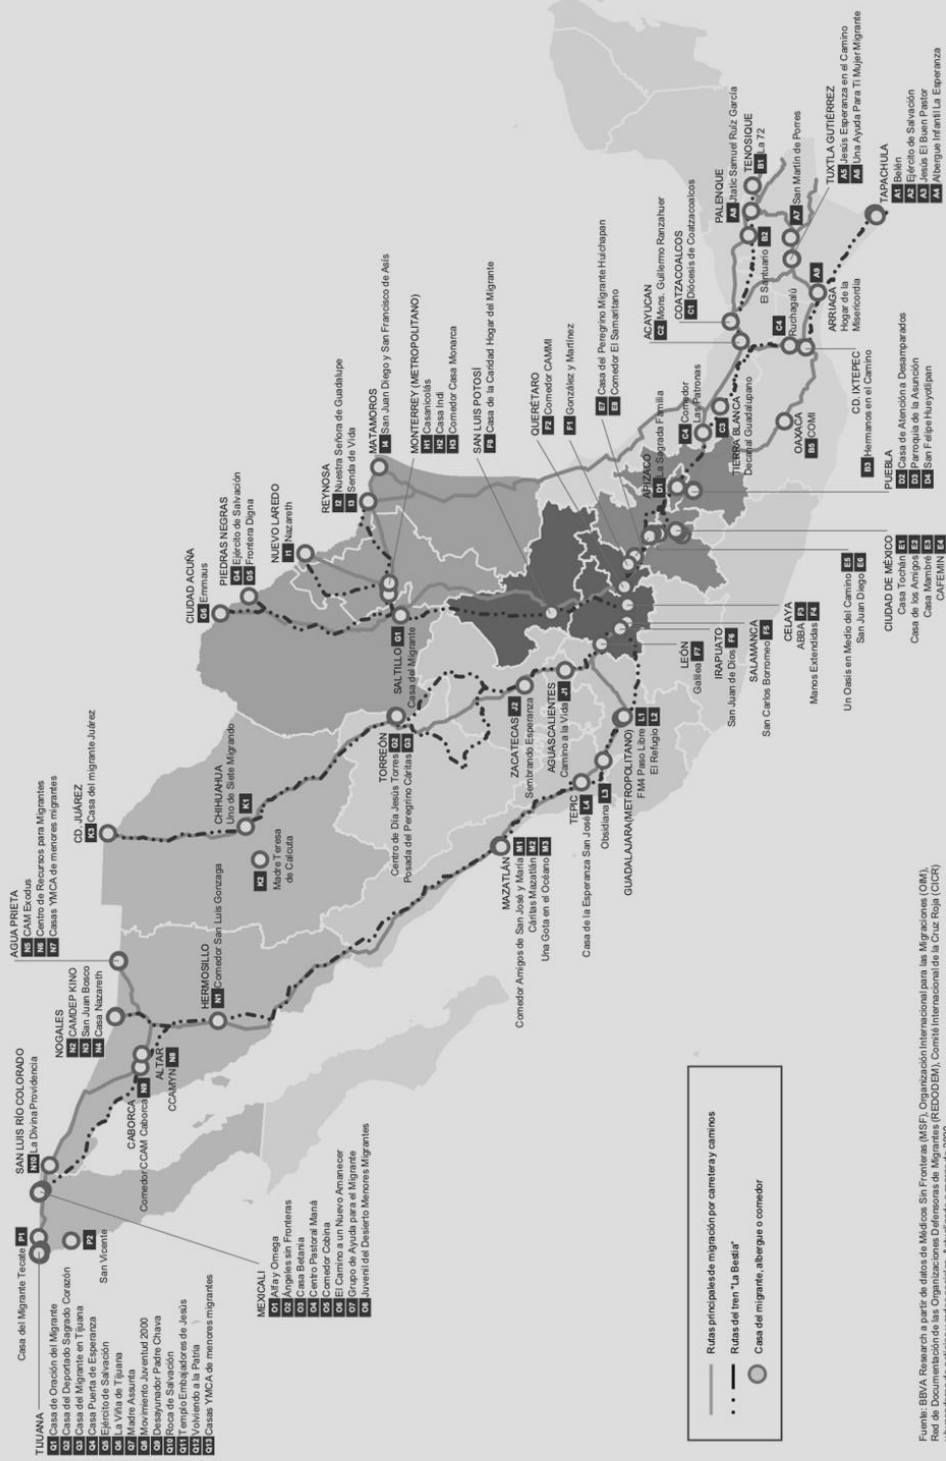 Casa del Migrante Tecate P1
TIJUANA
Q1 Casa de Oración del Migrante
Q2 Casa del Deportado Sagrado Corazón
Q3 Casa del Migrante en Tijuana
Q4 Casa Puerta de Esperanza
Q5 Ejército de Salvación
Q6 La Viña de Tijuana
Q7 Madre Assunta
Q8 Movimiento Juventud 2000
Q9 Desayunador Padre Chava
Q10 Roca de Salvación
Q11 Templo Embajadores de Jesús
Q12 Volviendo a la Patria
Q13 Casas YMCA de menores migrantes
P2
San Vicente
MEXICALI
O1 Alfa y Omega
O2 Ángeles sin Fronteras
O3 Casa Betania
O4 Centro Pastoral Maná
O5 Comedor Cobina
O6 El Camino a un Nuevo Amanecer
O7 Grupo de Ayuda para el Migrante
O8 Juvenil del Desierto Menores Migrantes
SAN LUIS RÍO COLORADO
N10 La Divina Providencia
NOGALES
N2 CAMDEP KINO
N3 San Juan Bosco
N4 Casa Nazareth
AGUA PRIETA
N5 CAM Exodus
N6 Centro de Recursos para Migrantes
N7 Casas YMCA de menores migrantes
CABORCA
Comedor CCAM Caborca N9
ALTAR
CCAMYN N8
HERMOSILLO
N1 Comedor San Luis Gonzaga
CD. JUÁREZ
K3 Casa del migrante Juárez
CHIHUAHUA
Uno de Siete Migrando
K1
K2
Madre Teresa
de Calcuta
CIUDAD ACUÑA
G6 Emmaus
PIEDRAS NEGRAS
G4 Ejército de Salvación
G5 Frontera Digna
NUEVO LAREDO
I1 Nazareth
REYNOSA
I2 Nuestra Señora de Guadalupe
I3 Senda de Vida
MATAMOROS
I4 San Juan Diego y San Francisco de Asís
MONTERREY (METROPOLITANO)
H1 Casanicolás
H2 Casa Indi
H3 Comedor Casa Monarca
SALTILLO G1
Casa del Migrante
TORREÓN
Centro de Día Jesús Torres G2
Posada del Peregrino Cáritas G3
SAN LUIS POTOSÍ
F8 Casa de la Caridad Hogar del Migrante
MAZATLÁN
Comedor Amigos de San José y María M1
Cáritas Mazatlán M2
Una Gota en el Océano M3
ZACATECAS J2
Sembrando Esperanza
AGUASCALIENTES
Camino a la Vida J1
TEPIC
Casa de la Esperanza San José L4
Obsidiana L3
GUADALAJARA(METROPOLITANO)
FM4 Paso Libre L1
El Refugio L2
QUERÉTARO
F2 Comedor CAMMI
F1 González y Martínez
E7 Casa del Peregrino Migrante Huichapan
E8 Comedor El Samaritano
LEÓN
Galilea F7
IRAPUATO
San Juan de Dios F6
SALAMANCA
San Carlos Borromeo F5
CELAYA
ABBA F3
Manos Extendidas F4
Un Oasis en Medio del Camino E5
San Juan Diego E6
CIUDAD DE MÉXICO
Casa Tochán E1
Casa de los Amigos E2
Casa Mambré E3
CAFEMIN E4
APIZACO
D1 La Sagrada Familia
PUEBLA
D2 Casa de Atención a Desamparados
D3 Parroquia de la Asunción
D4 San Felipe Hueyotlipan
C4 Comedor
Las Patronas
C3
TIERRA BLANCA
Decanal Guadalupano
OAXACA
B5 COMI
CD. IXTEPEC
B3 Hermanos en el Camino
ACAYUCAN
C2 Mons. Guillermo Ranzahuer
COATZACOALCOS
C1 Diócesis de Coatzacoalcos
C4
Ruchagalú
PALENQUE
A8 Jtatic Samuel Ruiz García
B2
El Santuario
TENOSIQUE
B1 La 72
A7 San Martín de Porres
TUXTLA GUTIÉRREZ
A5 Jesús Esperanza en el Camino
A6 Una Ayuda Para Ti Mujer Migrante
A9
ARRIAGA
Hogar de la
Misericordia
TAPACHULA
A1 Belén
A2 Ejército de Salvación
A3 Jesús El Buen Pastor
A4 Albergue Infantil La Esperanza
Rutas principales de migración por carretera y caminos
Rutas del tren "La Bestia"
Casa del migrante, albergue o comedor
Fuente: BBVA Research a partir de datos de Médicos Sin Fronteras (MSF), Organización Internacional para las Migraciones (OIM),
Red de Documentación de las Organizaciones Defensoras de Migrantes (REDODEM), Comité Internacional de la Cruz Roja (CICR)